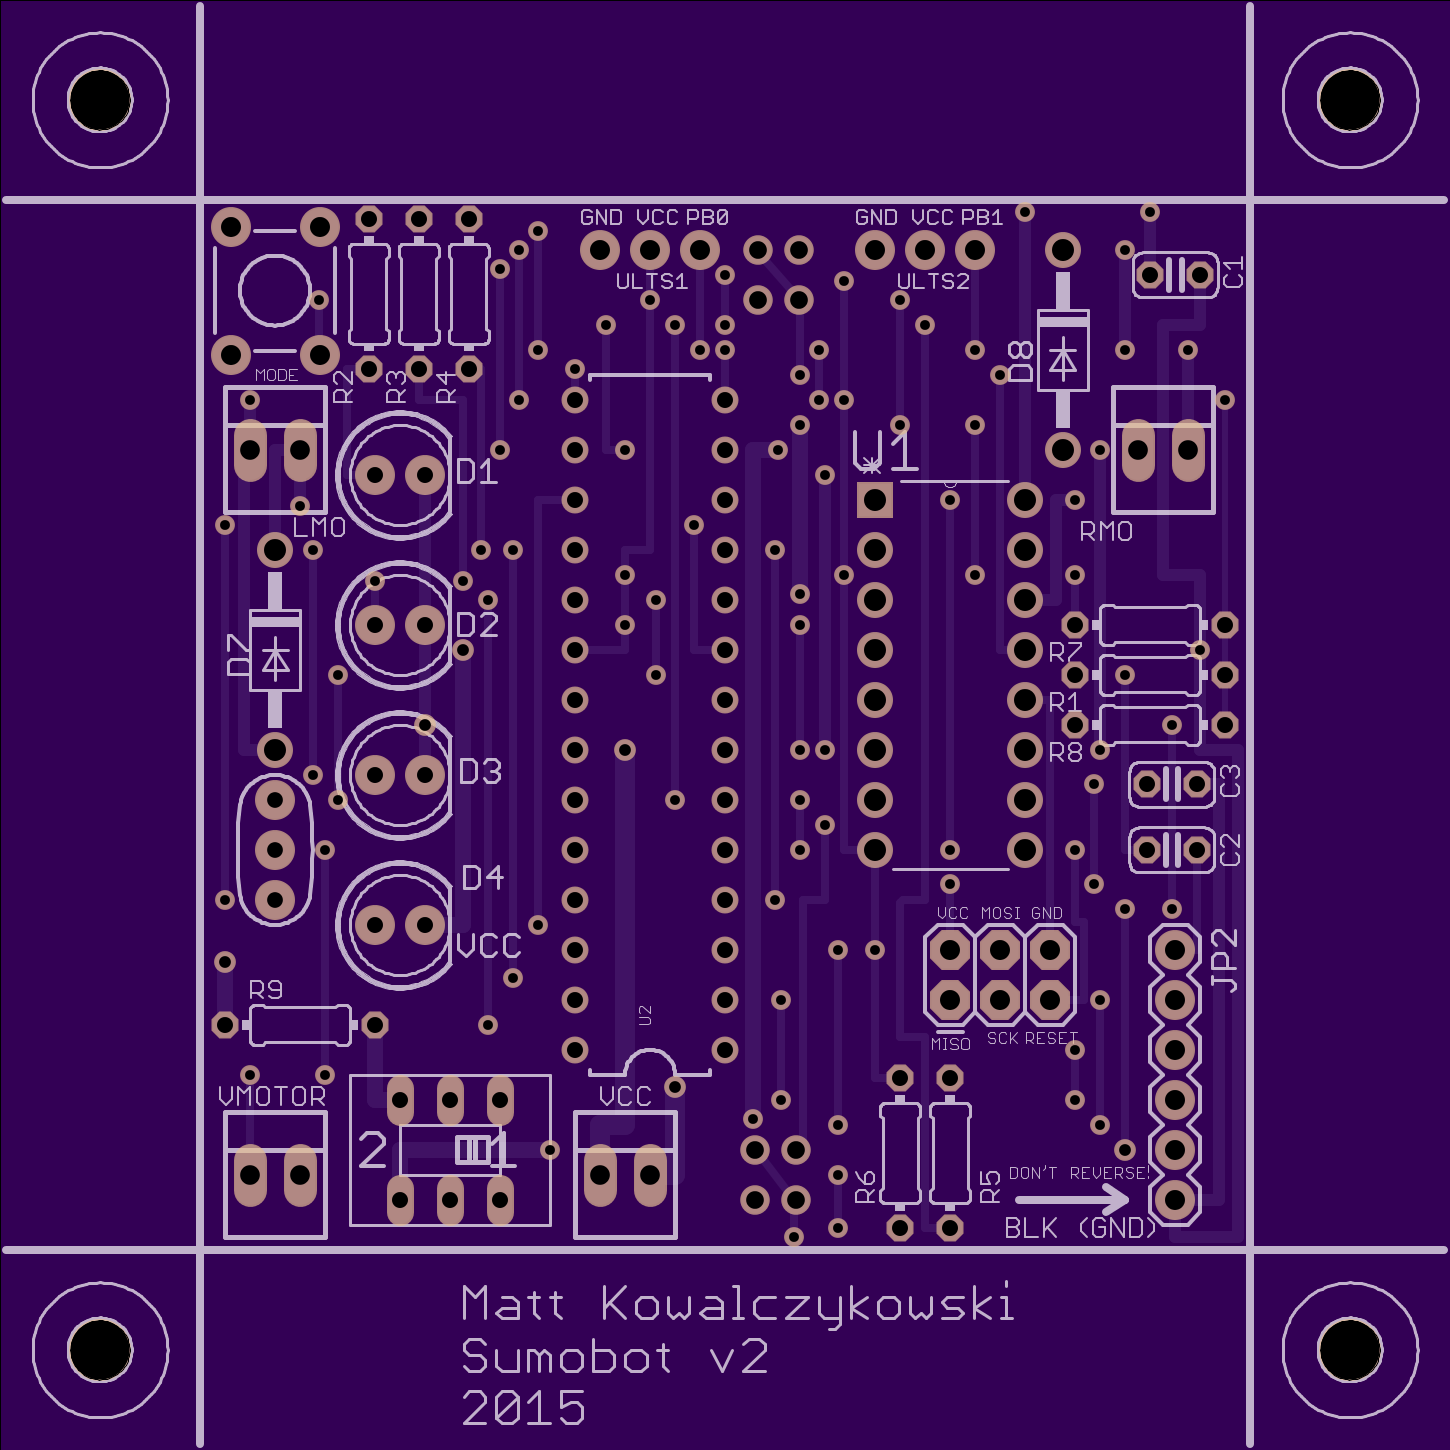 GND VCC PB0
ULTS1
GND VCC PB1
ULTS2
C1
MODE
R2
R3
R4
D8
U1
D1
LMO
RMO
D2
D7
R7
R1
R8
D3
C3
C2
D4
VCC
VCC MOSI GND
JP2
R9
U2
MISO
SCK RESET
VMOTOR
VCC
2
1
R6
R5
DON'T REVERSE!
BLK (GND)
Matt Kowalczykowski
Sumobot v2
2015